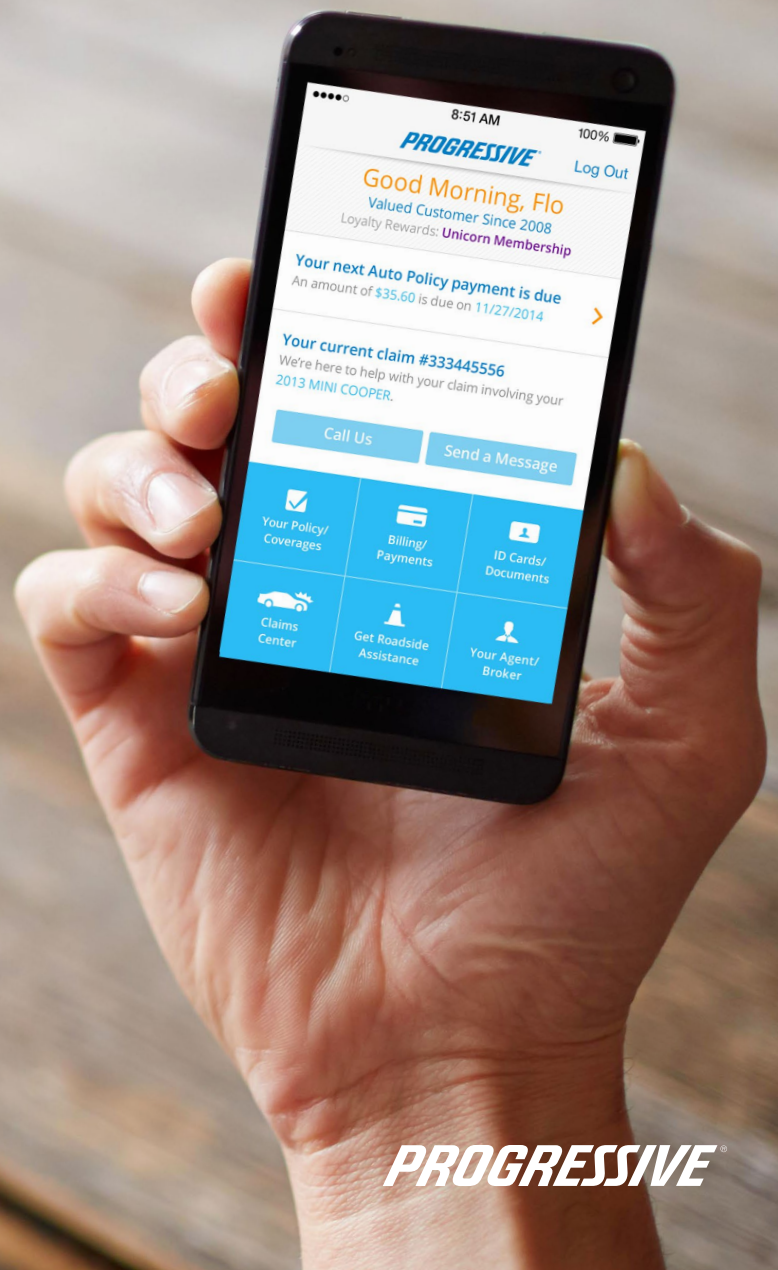 8:51 AM
100%
PROGRESSIVE
Log Out
Good Morning, Flo
Valued Customer Since 2008
Loyalty Rewards: Unicorn Membership
Your next Auto Policy payment is due
An amount of $35.60 is due on 11/27/2014
Your current claim #333445556
We're here to help with your claim involving your
2013 MINI COOPER.
Call Us
Send a Message
Your Policy/
Coverages
Billing/
Payments
ID Cards/
Documents
Claims
Center
Get Roadside
Assistance
Your Agent/
Broker
PROGRESSIVE®